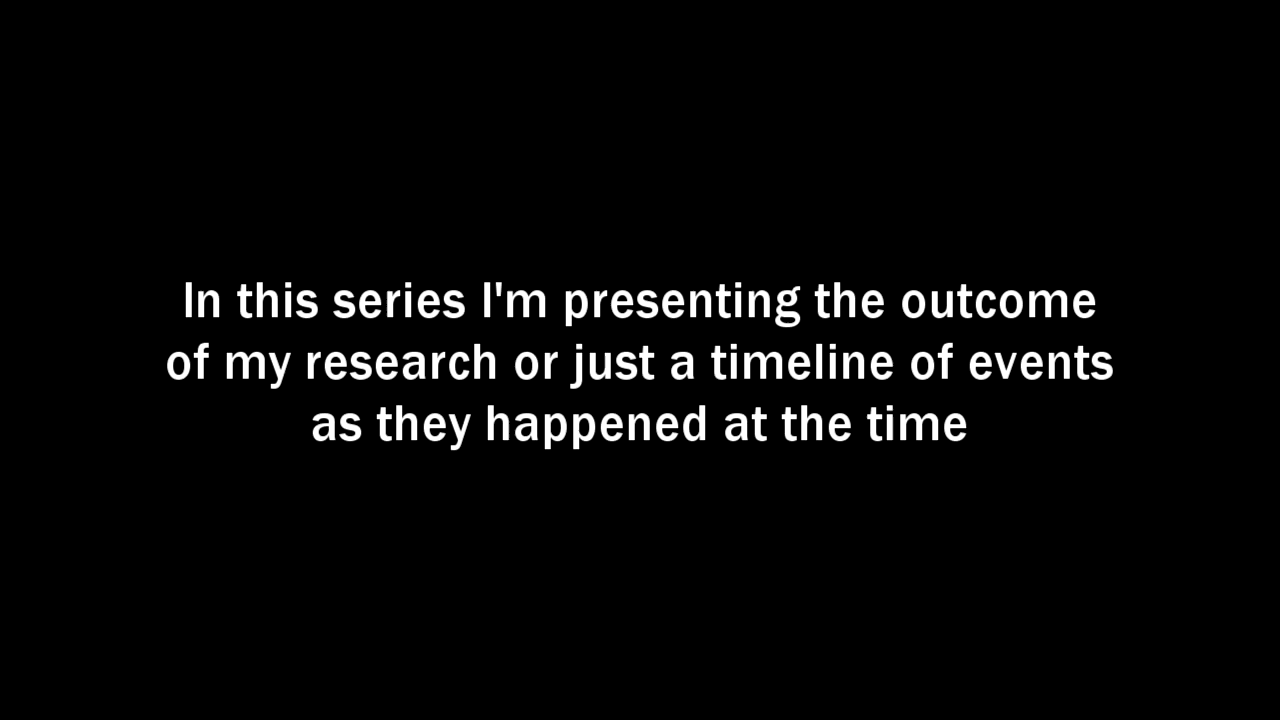 In this series I'm presenting the outcome
of my research or just a timeline of events
as they happened at the time